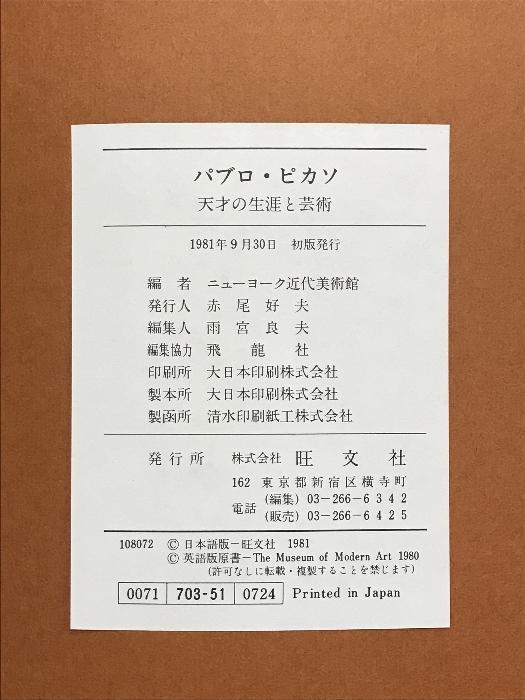 パブロ・ピカソ
天才の生涯と芸術
1981年9月30日 初版発行
編者 ニューヨーク近代美術館
発行人 赤尾好夫
編集人 雨宮良夫
編集協力 飛龍社
印刷所 大日本印刷株式会社
製本所 大日本印刷株式会社
製函所 清水印刷紙工株式会社
発行所 株式会社 旺文社
162 東京都新宿区横寺町
電話 (編集) 03-266-6342
(販売) 03-266-6425
108072 © 日本語版-旺文社 1981
© 英語版原書-The Museum of Modern Art 1980
(許可なしに転載・複製することを禁じます)
0071 703-51 0724 Printed in Japan